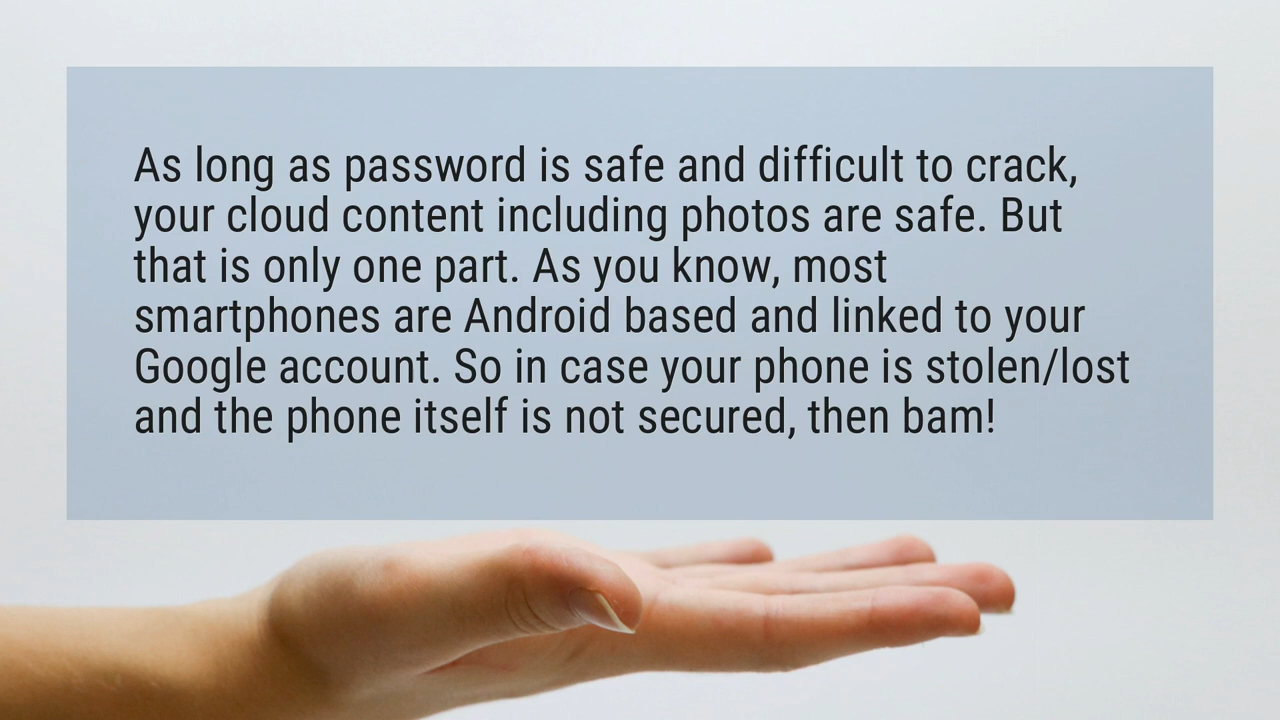 As long as password is safe and difficult to crack,
your cloud content including photos are safe. But
that is only one part. As you know, most
smartphones are Android based and linked to your
Google account. So in case your phone is stolen/lost
and the phone itself is not secured, then bam!